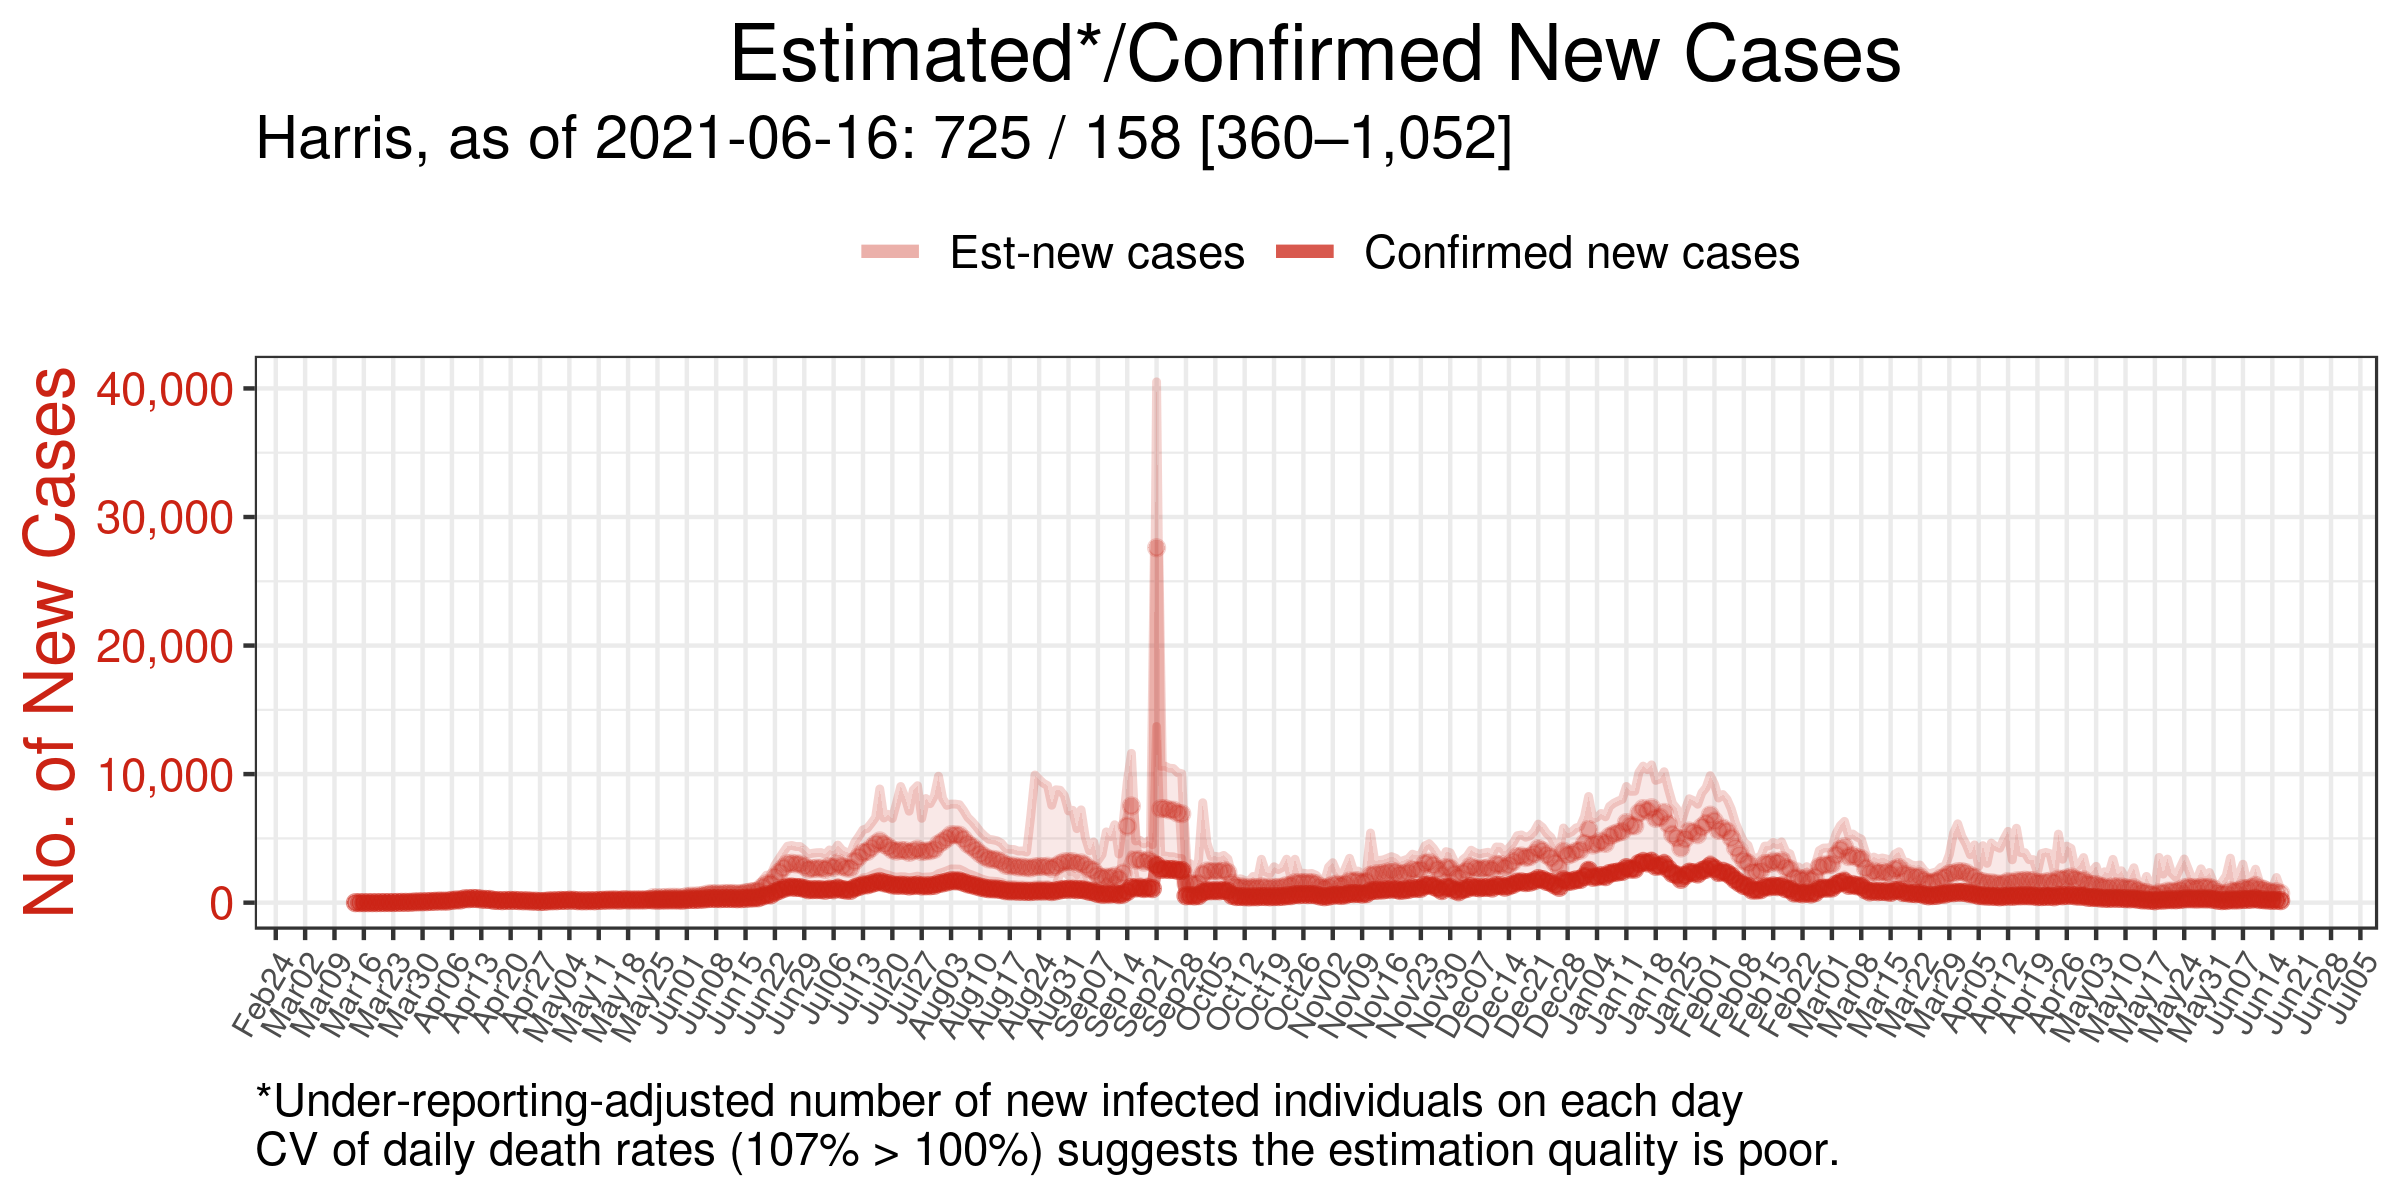 Estimated*/Confirmed New Cases
Harris, as of 2021-06-16: 725 / 158 [360–1,052]
Est-new cases
Confirmed new cases
No. of New Cases
40,000
30,000
20,000
10,000
0
Feb24
Mar02
Mar09
Mar16
Mar23
Mar30
Apr06
Apr13
Apr20
Apr27
May04
May11
May18
May25
Jun01
Jun08
Jun15
Jun22
Jun29
Jul06
Jul13
Jul20
Jul27
Aug03
Aug10
Aug17
Aug24
Aug31
Sep07
Sep14
Sep21
Sep28
Oct05
Oct12
Oct19
Oct26
Nov02
Nov09
Nov16
Nov23
Nov30
Dec07
Dec14
Dec21
Dec28
Jan04
Jan11
Jan18
Jan25
Feb01
Feb08
Feb15
Feb22
Mar01
Mar08
Mar15
Mar22
Mar29
Apr05
Apr12
Apr19
Apr26
May03
May10
May17
May24
May31
Jun07
Jun14
Jun21
Jun28
Jul05
*Under-reporting-adjusted number of new infected individuals on each day
CV of daily death rates (107% > 100%) suggests the estimation quality is poor.